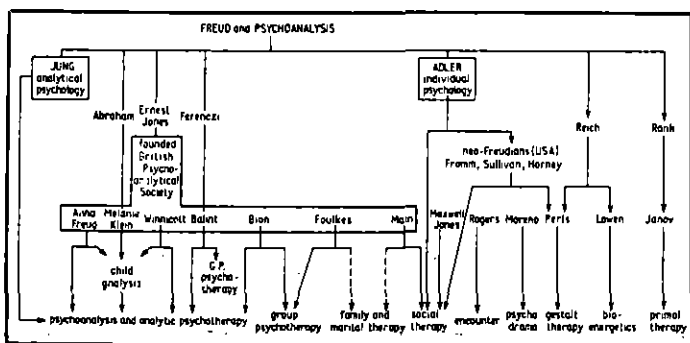 FREUD and PSYCHOANALYSIS
JUNG
analytical
psychology
ADLER
individual
psychology
Abraham
Ernest
Jones
Ferenczi
founded
British
Psycho-
analytical
Society
Reich
Rank
neo-Freudians (USA)
Fromm, Sullivan, Horney
Anna
Freud
Melanie
Klein
Winnicott
Balint
Bion
Foulkes
Main
Maxwell
Jones
Rogers
Moreno
Perls
Lowen
Janov
child
analysis
G.P.
psycho-
therapy
psychoanalysis and analytic psychotherapy
group
psychotherapy
family and
marital therapy
social
therapy
encounter
psycho
drama
gestalt
therapy
bio-
energetics
primal
therapy